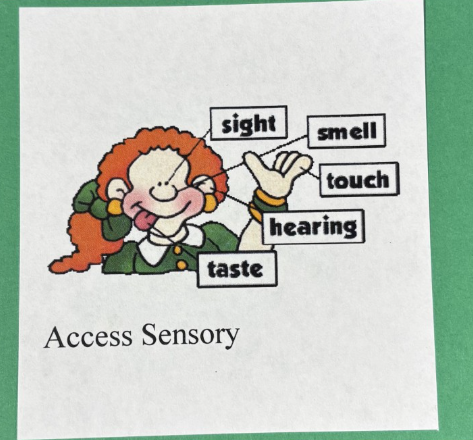 sight
smell
touch
hearing
taste
Access Sensory